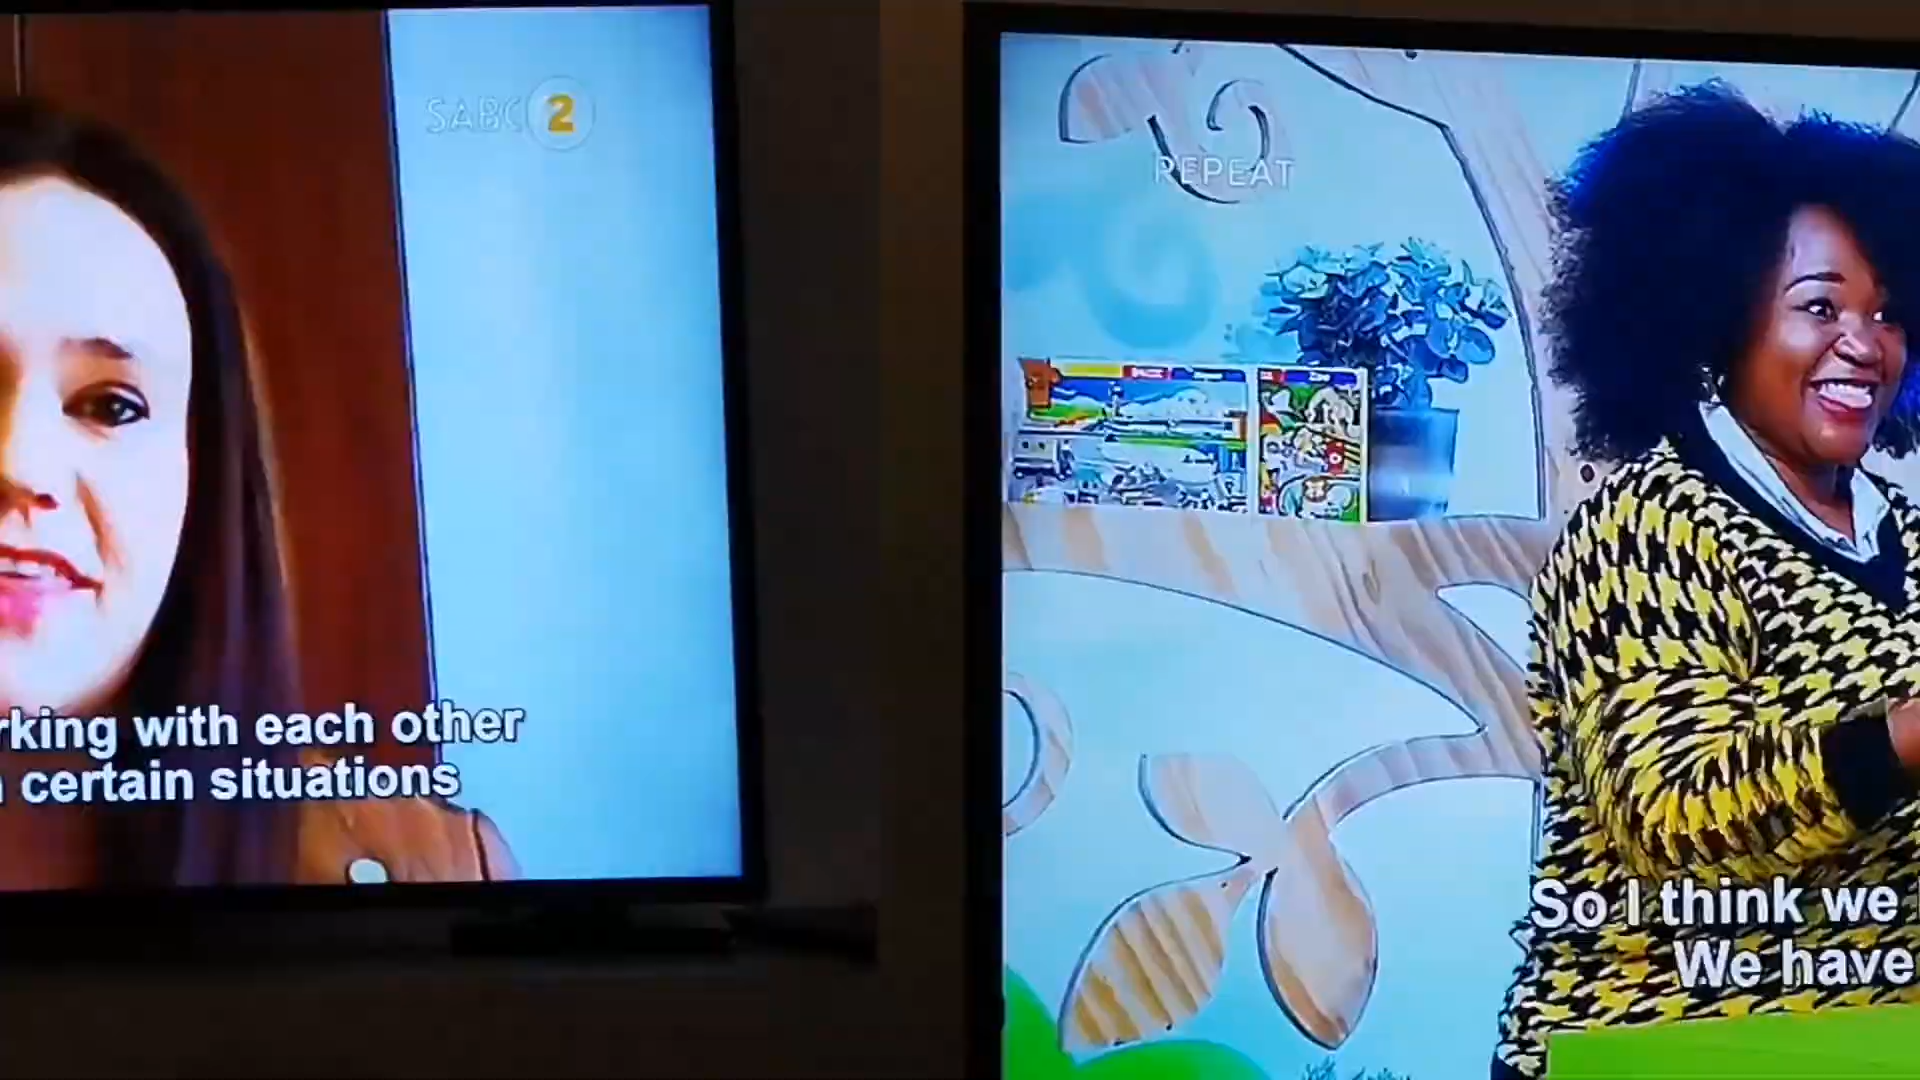 SABC 2
rking with each other
certain situations
REPEAT
So I think we
We have